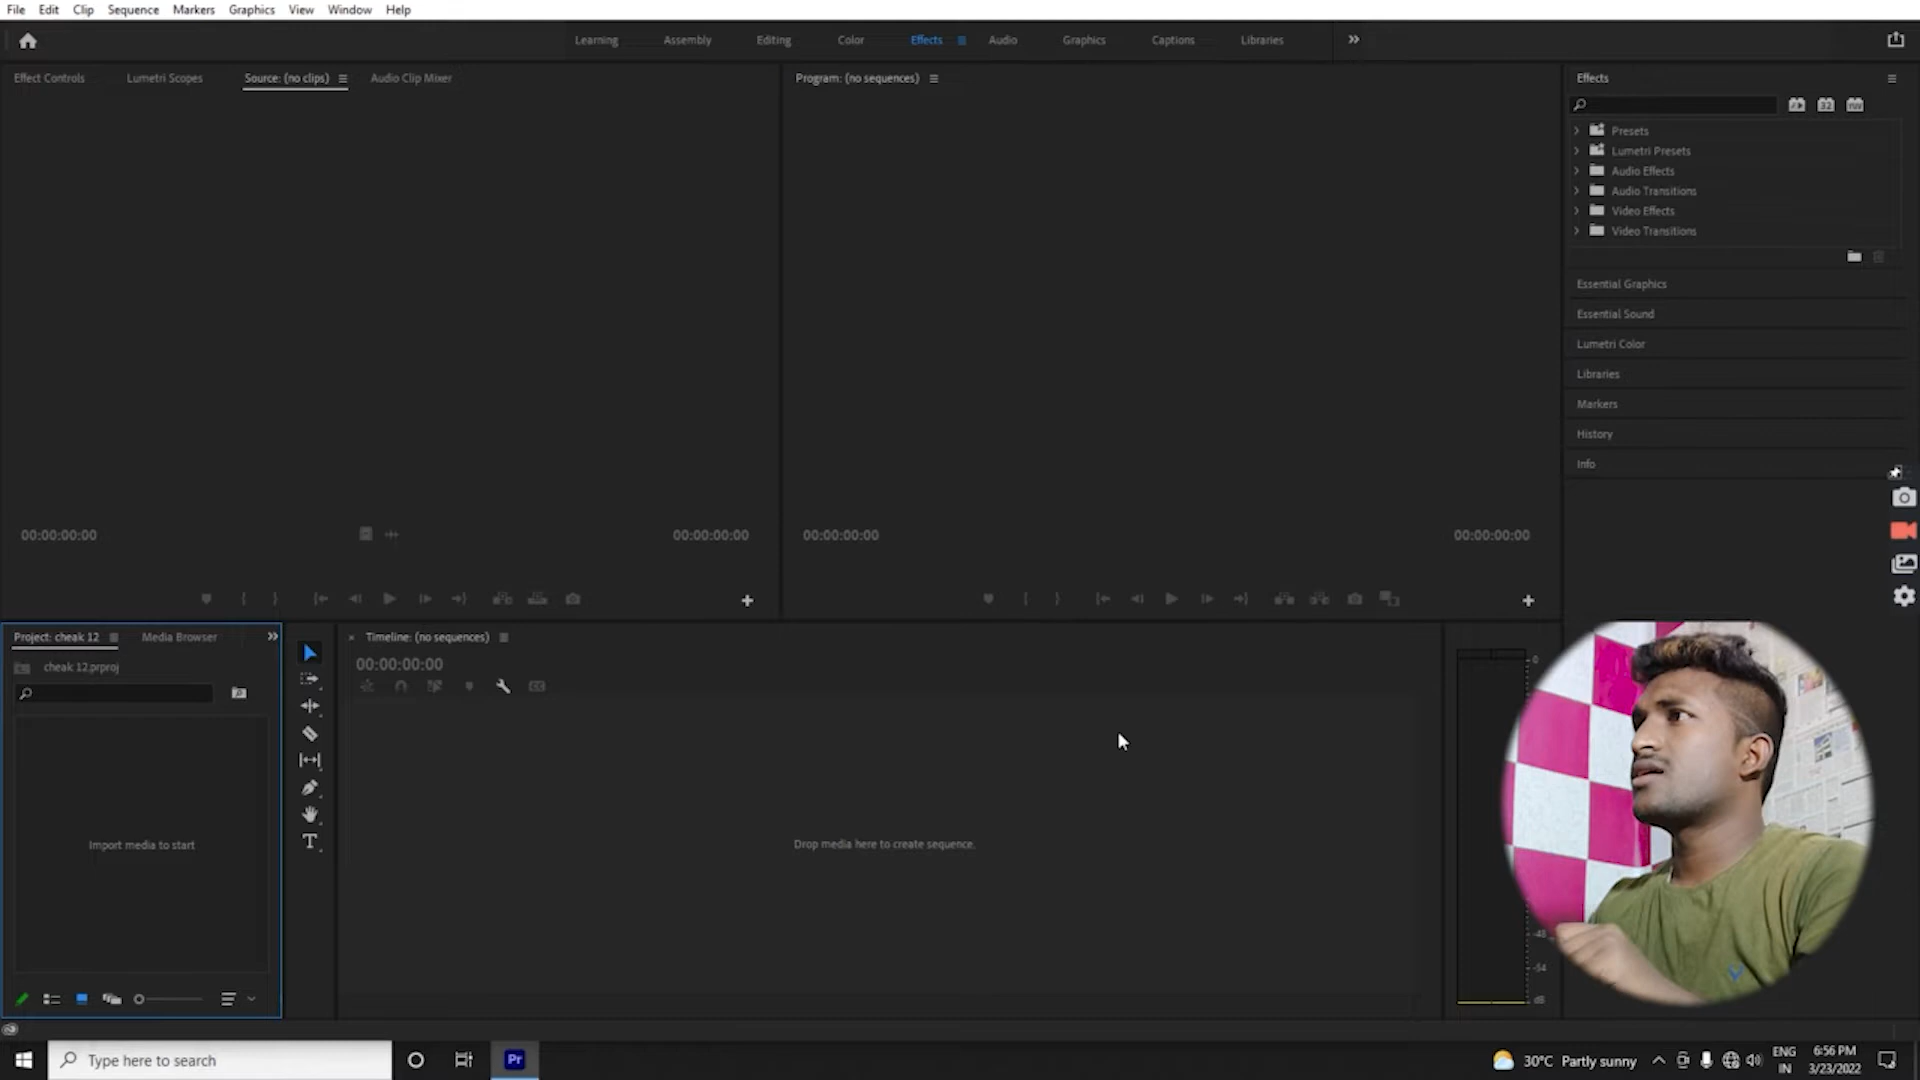 File Edit Clip Sequence Markers Graphics View Window Help
Learning Assembly Editing Color Effects Audio Graphics Captions Libraries
Effect Controls Lumetri Scopes Source: (no clips) Audio Clip Mixer
Program: (no sequences)
Effects
Presets
Lumetri Presets
Audio Effects
Audio Transitions
Video Effects
Video Transitions
Essential Graphics
Essential Sound
Lumetri Color
Libraries
Markers
History
Info
00:00:00:00 00:00:00:00
00:00:00:00 00:00:00:00
Project: cheak 12 Media Browser
cheak 12.prproj
Import media to start
Timeline: (no sequences)
00:00:00:00
Drop media here to create sequence.
0
-48
-54
dB
Type here to search
Pr
30°C Partly sunny
ENG
IN
6:56 PM
3/23/2022